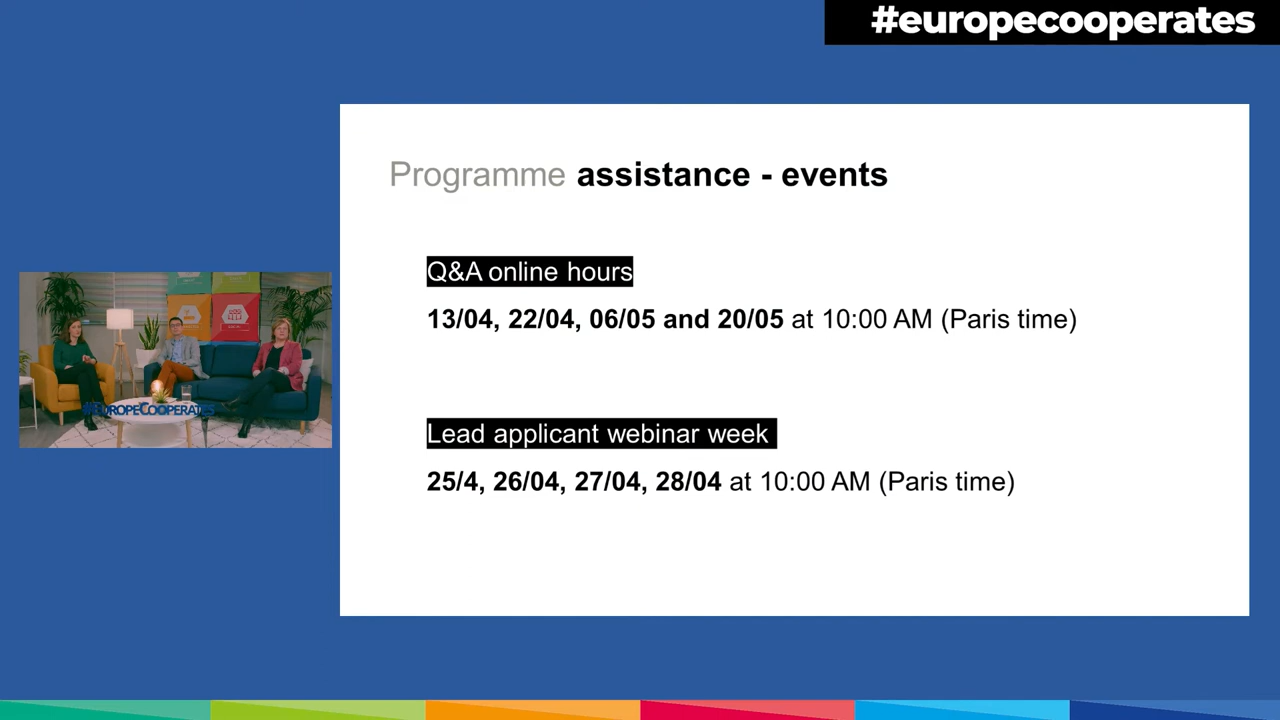 #europecooperates
Programme assistance - events
Q&A online hours
13/04, 22/04, 06/05 and 20/05 at 10:00 AM (Paris time)
#EUROPECOOPERATES
Lead applicant webinar week
25/4, 26/04, 27/04, 28/04 at 10:00 AM (Paris time)